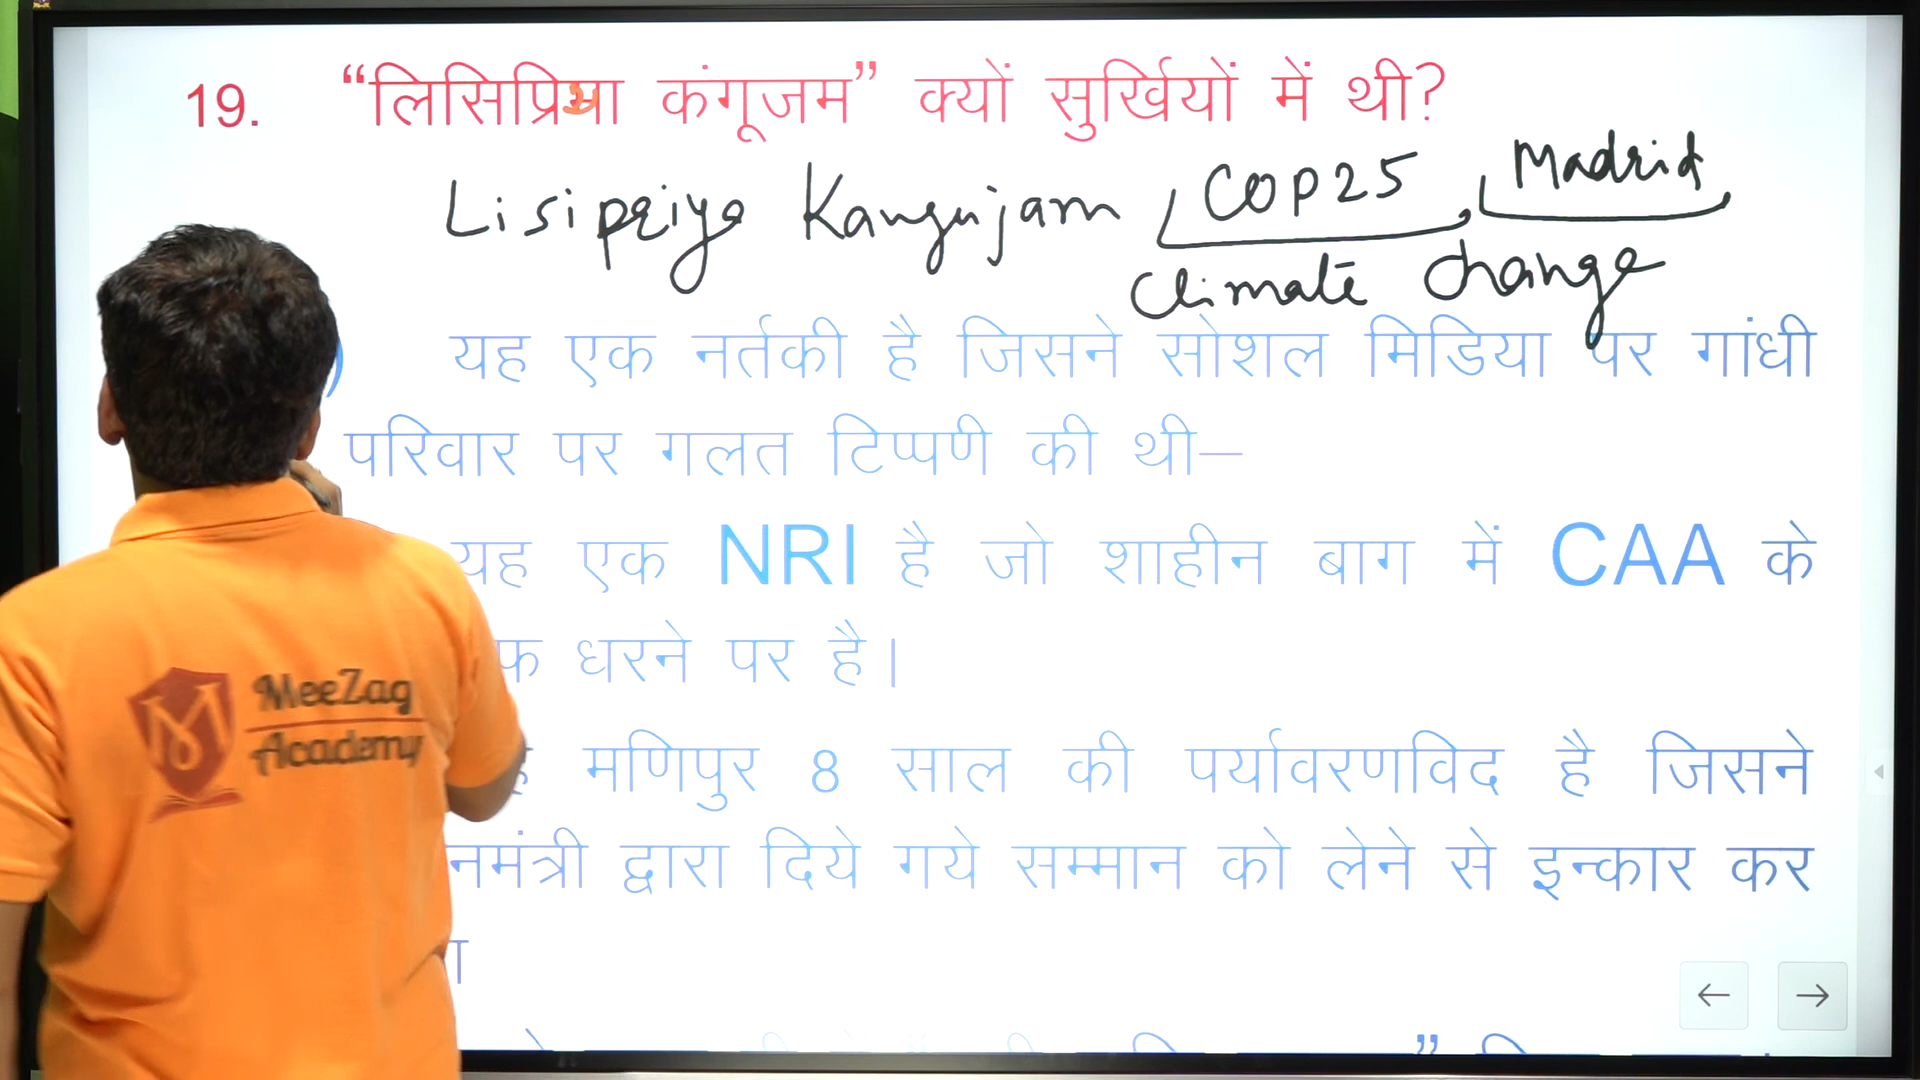 19. “लिसिप्रिया कंगूजम” क्यों सुर्खियों में थी?
Lisipriya Kangujam COP25 Madrid
Climate change
) यह एक नर्तकी है जिसने सोशल मिडिया पर गांधी
परिवार पर गलत टिप्पणी की थी–
यह एक NRI है जो शाहीन बाग में CAA के
फ धरने पर है।
मणिपुर 8 साल की पर्यावरणविद है जिसने
नमंत्री द्वारा दिये गये सम्मान को लेने से इन्कार कर
MeeZag
Academy